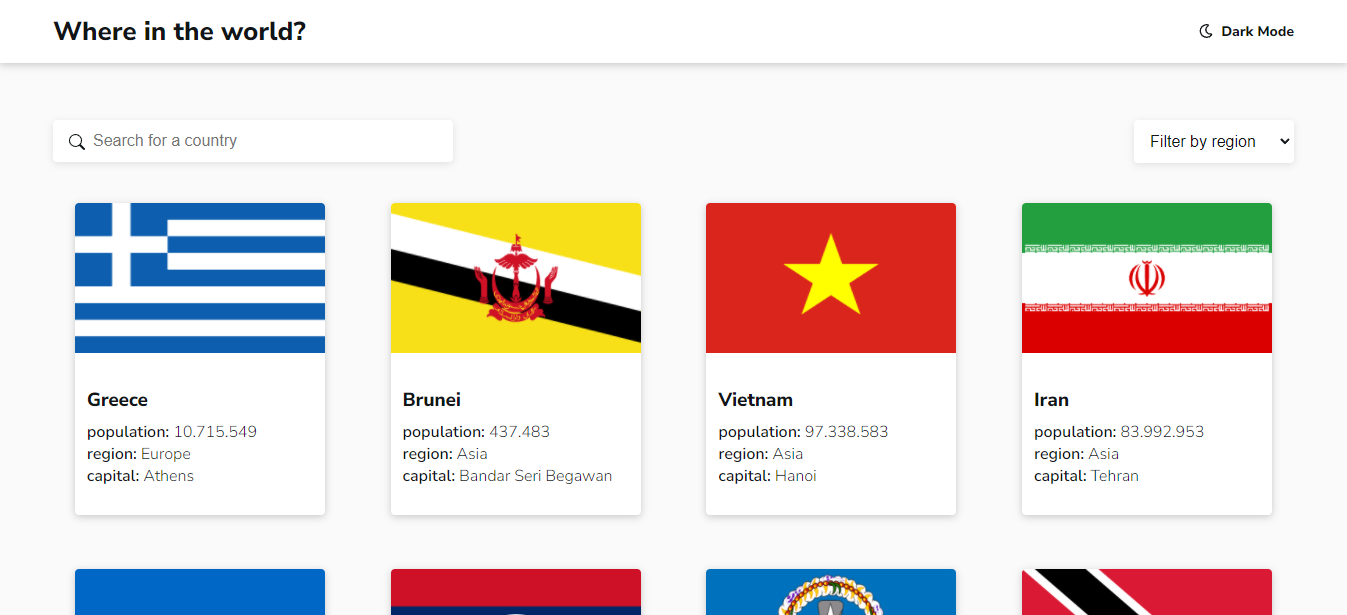 Where in the world?
Dark Mode
Search for a country
Filter by region
Greece
population: 10.715.549
region: Europe
capital: Athens
Brunei
population: 437.483
region: Asia
capital: Bandar Seri Begawan
Vietnam
population: 97.338.583
region: Asia
capital: Hanoi
Iran
population: 83.992.953
region: Asia
capital: Tehran